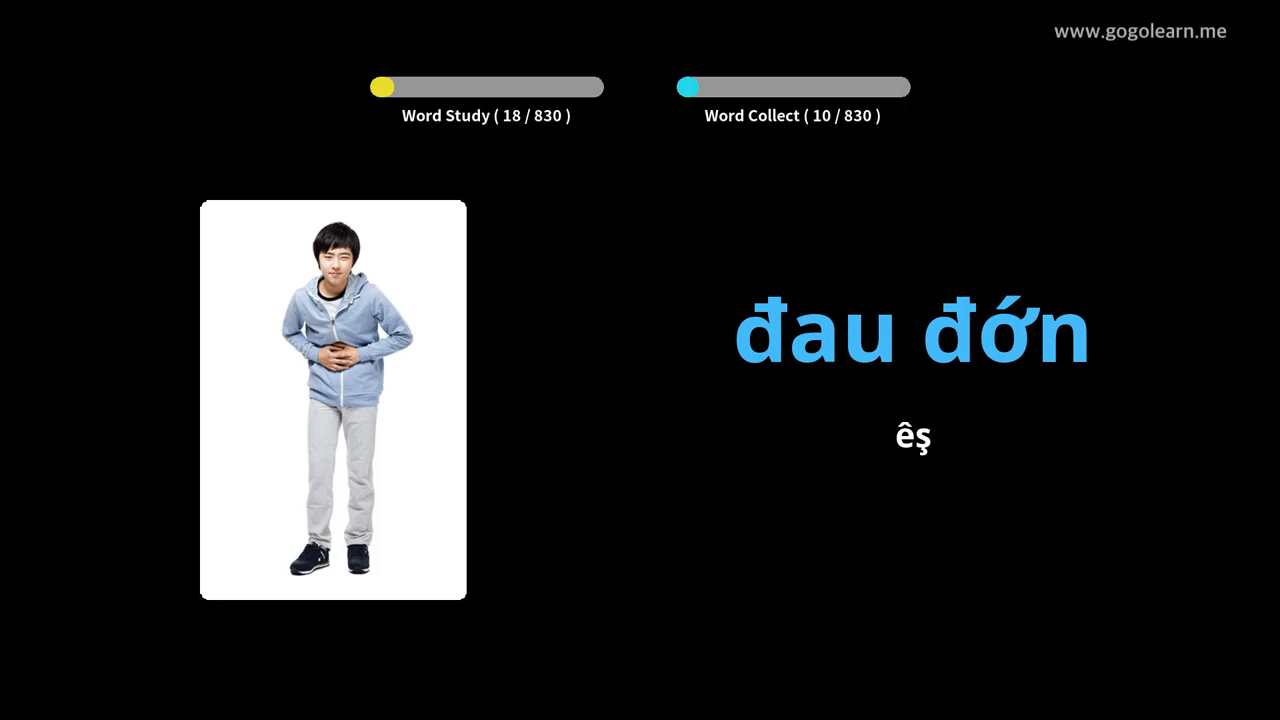 www.gogolearn.me
Word Study ( 18 / 830 )
Word Collect ( 10 / 830 )
đau đớn
êş